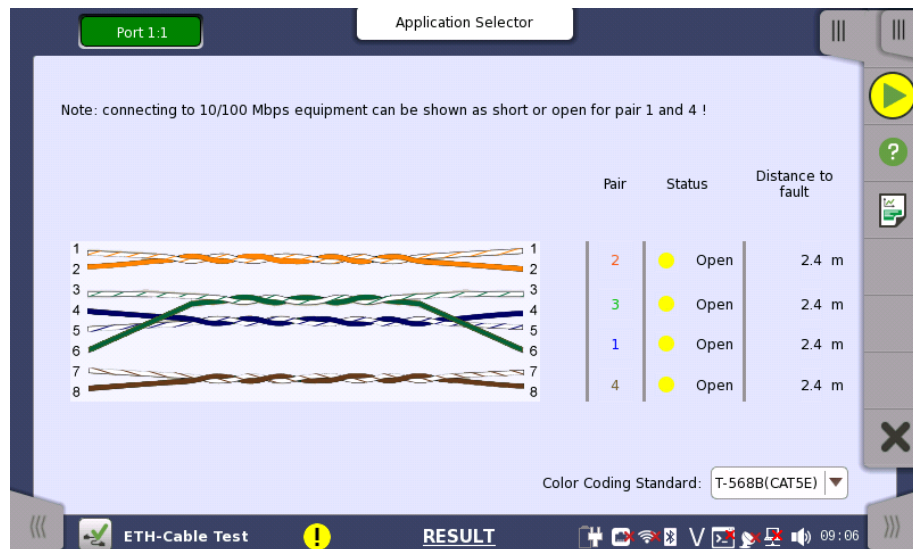 Port 1:1
Application Selector
Note: connecting to 10/100 Mbps equipment can be shown as short or open for pair 1 and 4 !
Pair Status Distance to
fault
1 1
2 2
2 Open 2.4 m
3 3
4 4
3 Open 2.4 m
5 5
6 6
1 Open 2.4 m
7 7
8 8
4 Open 2.4 m
Color Coding Standard: T-568B(CAT5E)
ETH-Cable Test ! RESULT V 09:06